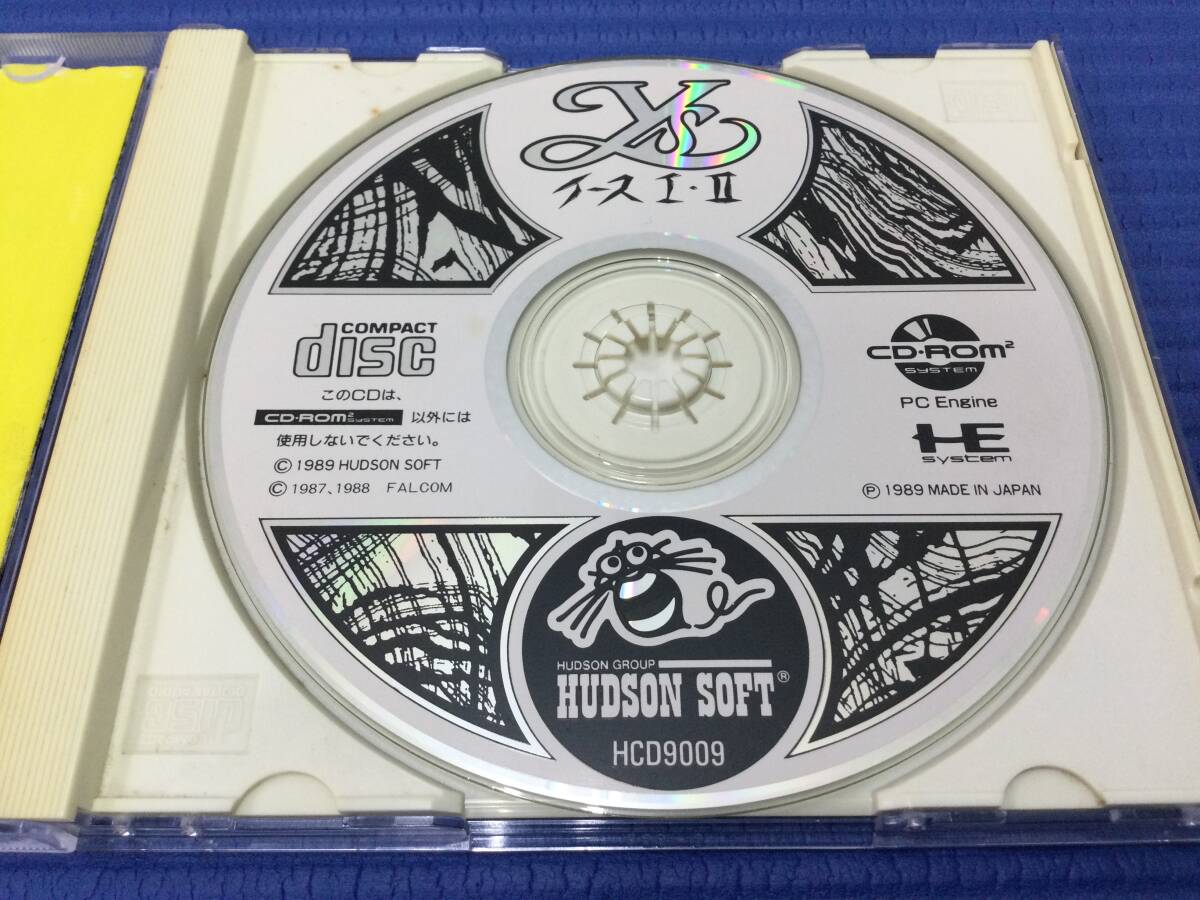 Ys
イースI・II
COMPACT
disc
このCDは、
CD・ROM2 SYSTEM 以外には
使用しないでください。
©1989 HUDSON SOFT
©1987、1988 FALCOM
CD・ROM2
SYSTEM
PC Engine
HE
system
Ⓟ1989 MADE IN JAPAN
HUDSON GROUP
HUDSON SOFT®
HCD9009